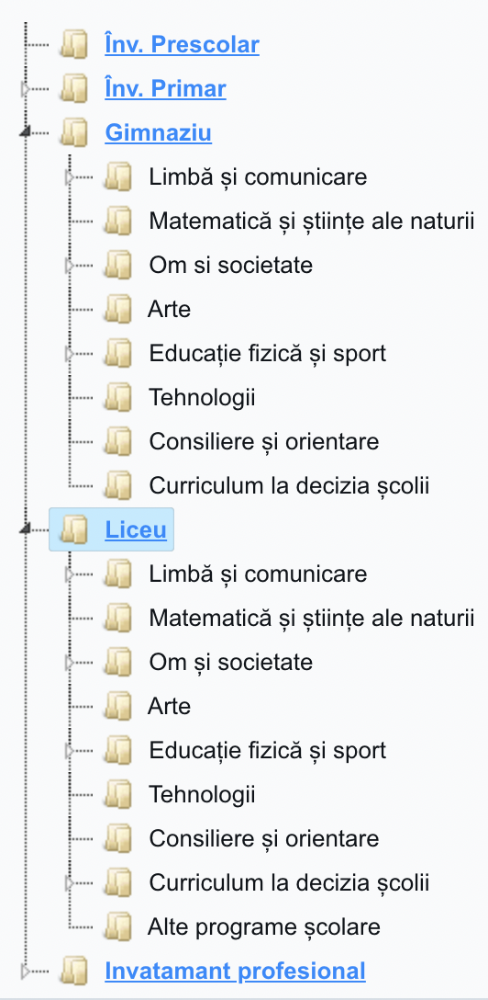 Înv. Prescolar
Înv. Primar
Gimnaziu
Limbă și comunicare
Matematică și științe ale naturii
Om si societate
Arte
Educație fizică și sport
Tehnologii
Consiliere și orientare
Curriculum la decizia școlii
Liceu
Limbă și comunicare
Matematică și științe ale naturii
Om și societate
Arte
Educație fizică și sport
Tehnologii
Consiliere și orientare
Curriculum la decizia școlii
Alte programe școlare
Invatamant profesional